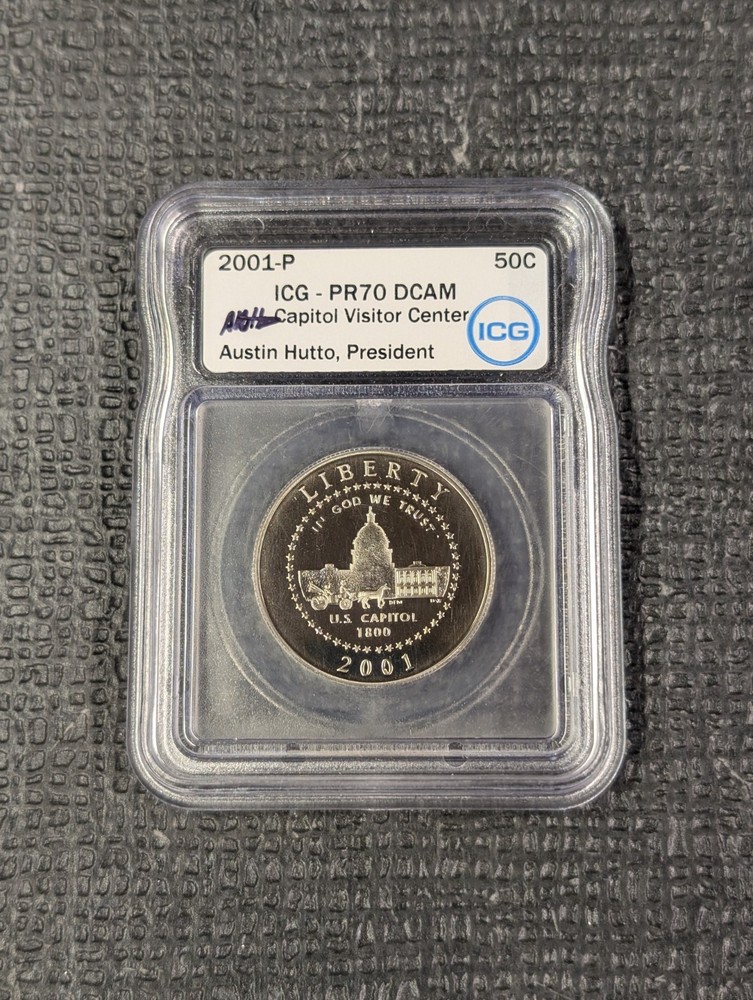 2001-P 50C
ICG - PR70 DCAM
Capitol Visitor Center
ICG
Austin Hutto, President
LIBERTY
IN GOD WE TRUST
U.S. CAPITOL
1800
2001